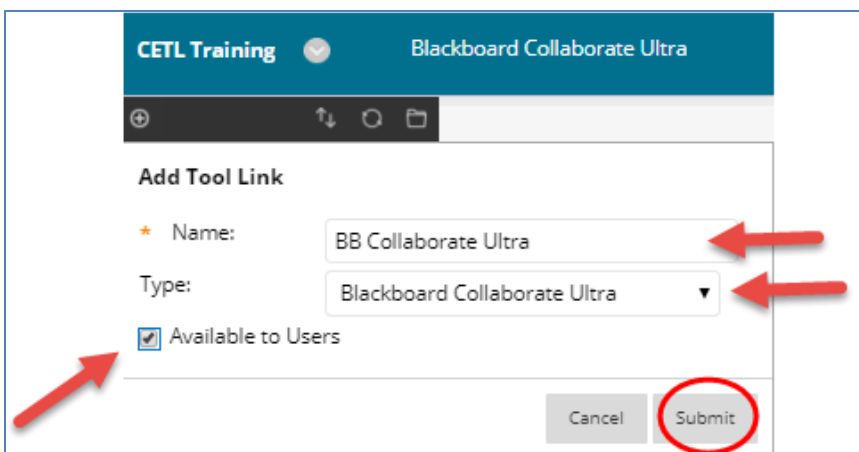 CETL Training Blackboard Collaborate Ultra
Add Tool Link
* Name: BB Collaborate Ultra
Type: Blackboard Collaborate Ultra
Available to Users
Cancel Submit